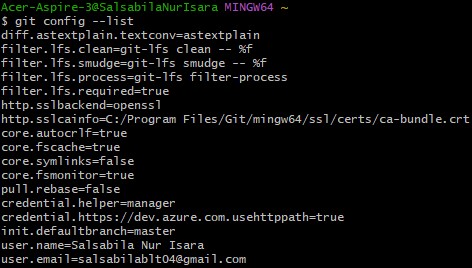 Acer-Aspire-3@SalsabilaNurIsara MINGW64 ~
$ git config --list
diff.astextplain.textconv=astextplain
filter.lfs.clean=git-lfs clean -- %f
filter.lfs.smudge=git-lfs smudge -- %f
filter.lfs.process=git-lfs filter-process
filter.lfs.required=true
http.sslbackend=openssl
http.sslcainfo=C:/Program Files/Git/mingw64/ssl/certs/ca-bundle.crt
core.autocrlf=true
core.fscache=true
core.symlinks=false
core.fsmonitor=true
pull.rebase=false
credential.helper=manager
credential.https://dev.azure.com.usehttppath=true
init.defaultbranch=master
user.name=Salsabila Nur Isara
user.email=salsabilablt04@gmail.com